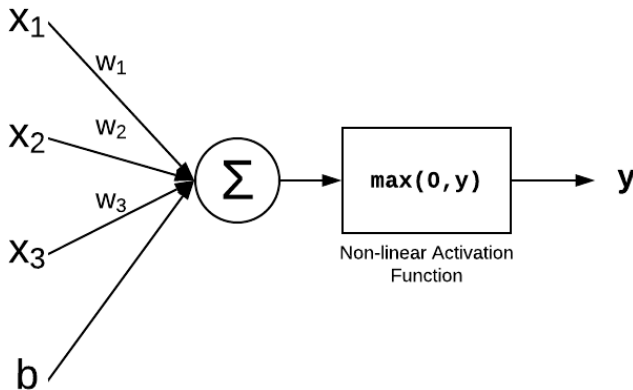 x1
w1
x2
w2
w3
x3
b
Σ
max(0,y)
y
Non-linear Activation
Function